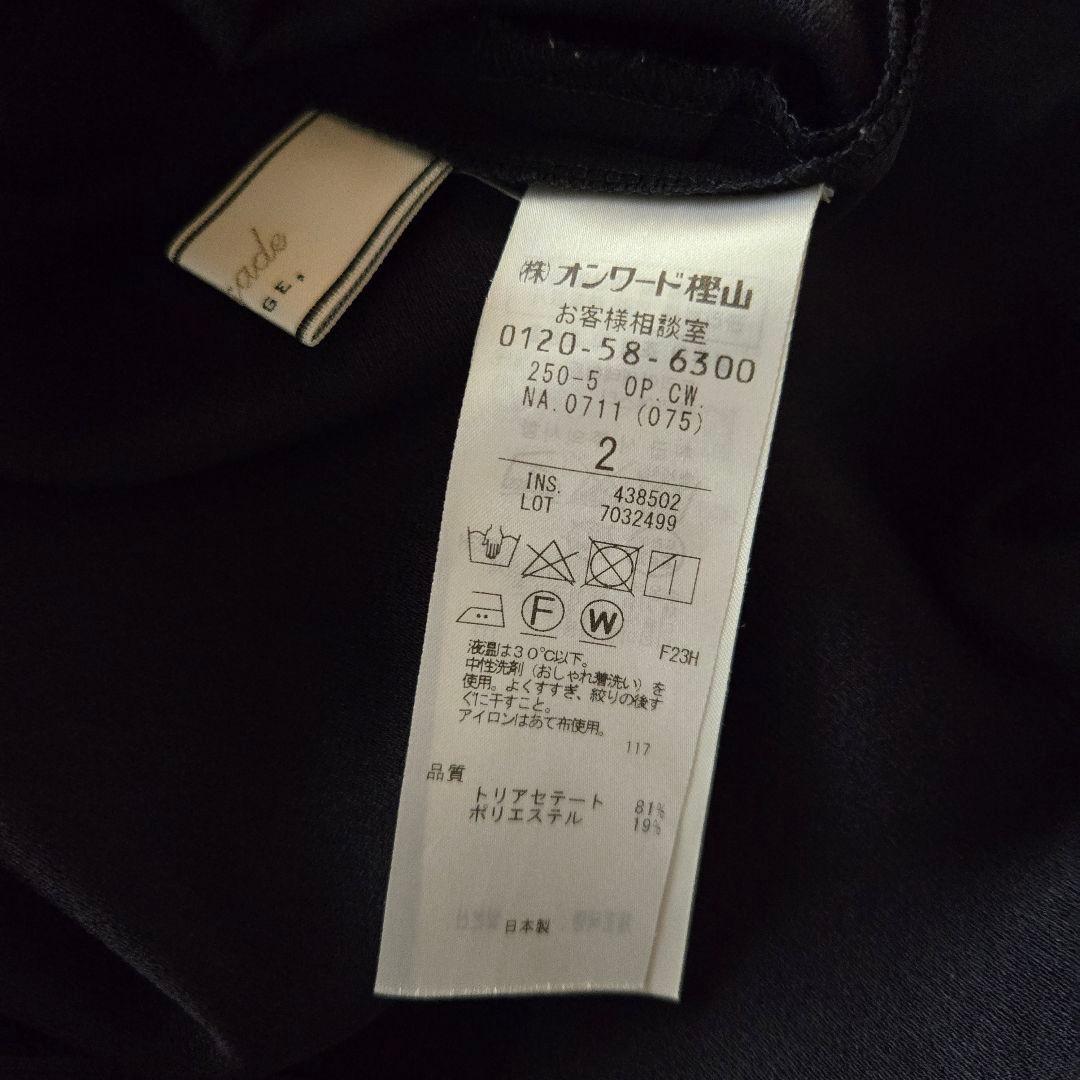 ade
GE,
㈱オンワード樫山
お客様相談室
0120-58-6300
250-5 OP.CW.
NA.0711(075)
2
INS. 438502
LOT 7032499
F W
F23H
液温は30℃以下。
中性洗剤（おしゃれ着洗い）を
使用。よくすすぎ、絞りの後す
ぐに干すこと。
アイロンはあて布使用。
117
品質
トリアセテート 81%
ポリエステル 19%
日本製